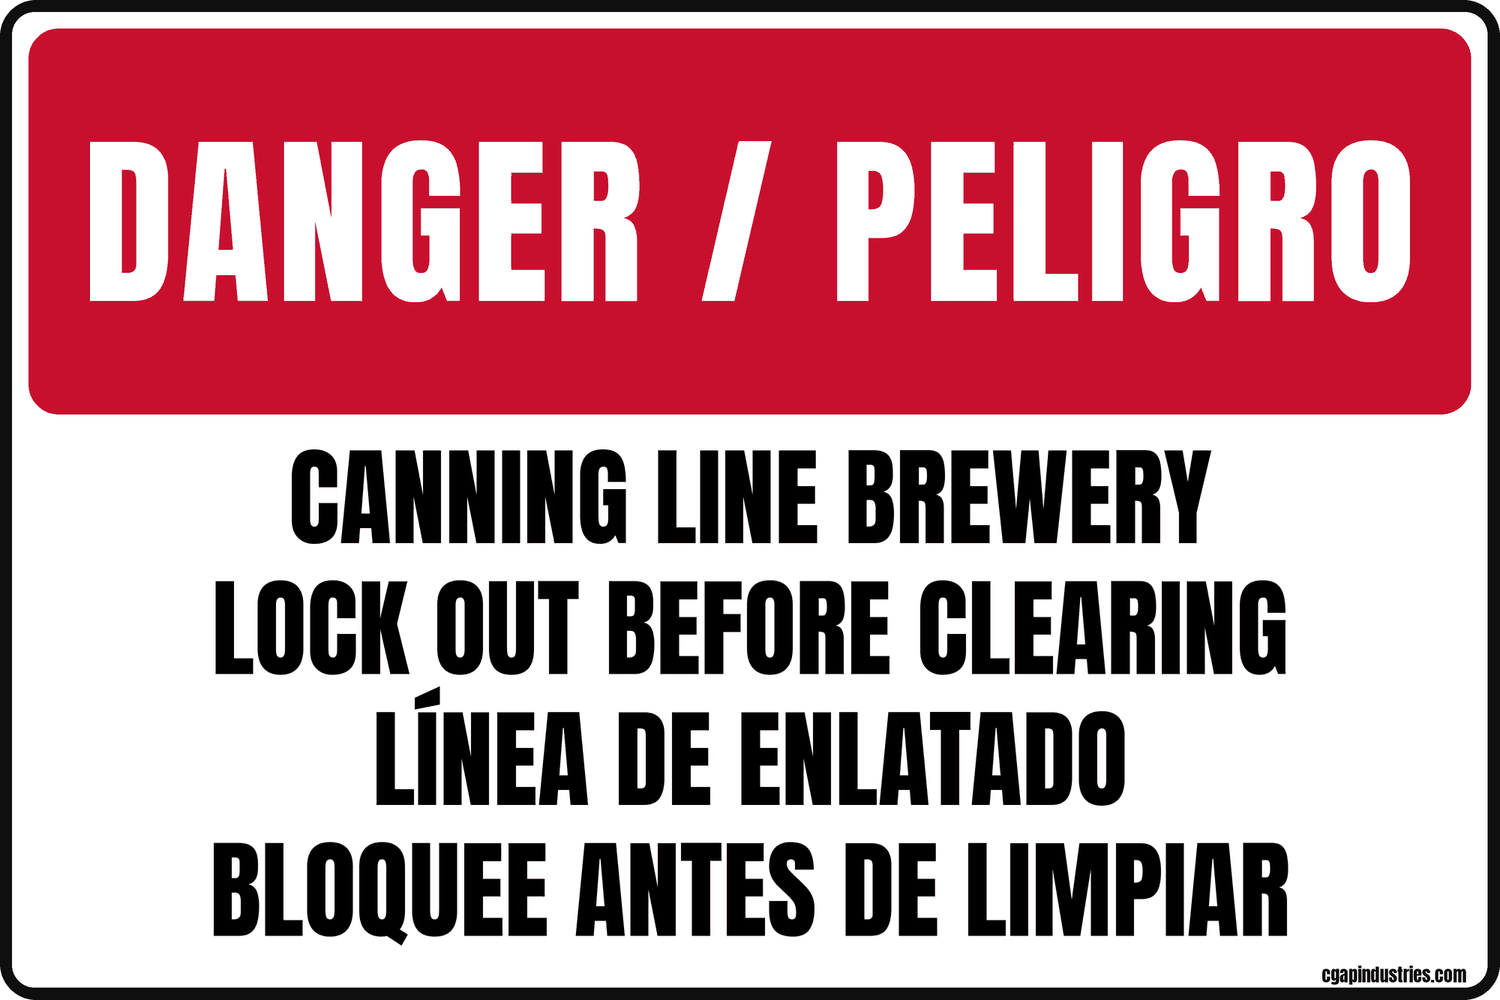 DANGER / PELIGRO
CANNING LINE BREWERY
LOCK OUT BEFORE CLEARING
LÍNEA DE ENLATADO
BLOQUEE ANTES DE LIMPIAR
cgapindustries.com